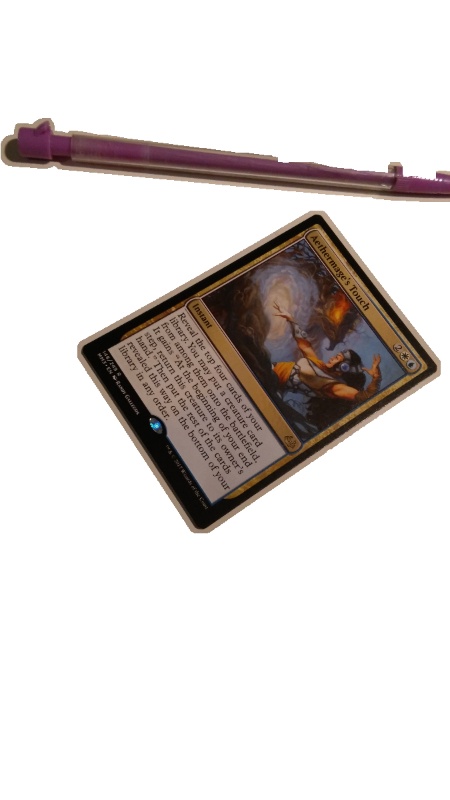 Aethermage's Touch
2
Instant
Reveal the top four cards of your
library. You may put a creature card
from among them onto the battlefield.
It gains "At the beginning of your end
step, return this creature to its owner's
hand." Then put the rest of the cards
revealed this way on the bottom of your
library in any order.